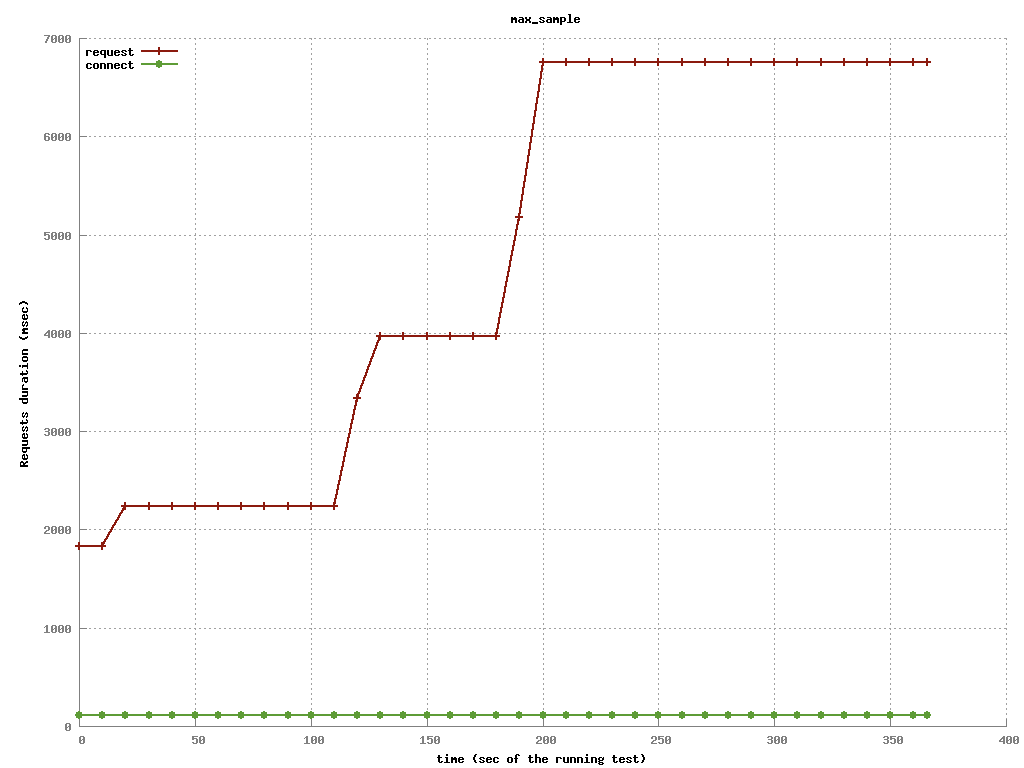 max_sample
7000
request
connect
6000
5000
4000
3000
2000
1000
0
Requests duration (msec)
0 50 100 150 200 250 300 350 400
time (sec of the running test)